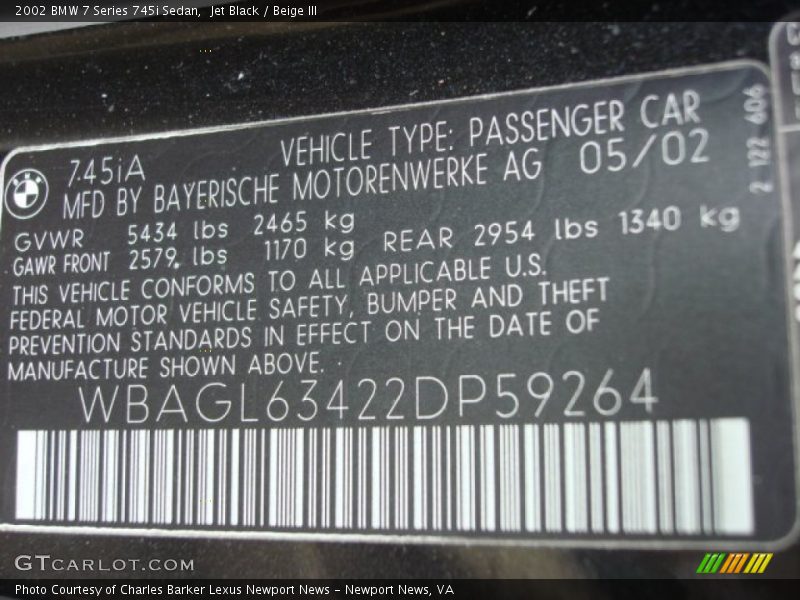 2002 BMW 7 Series 745i Sedan,  Jet Black / Beige III
745iA
VEHICLE TYPE: PASSENGER CAR
MFD BY BAYERISCHE MOTORENWERKE AG 05/02
GVWR 5434 lbs 2465 kg
GAWR FRONT 2579 lbs 1170 kg REAR 2954 lbs 1340 kg
THIS VEHICLE CONFORMS TO ALL APPLICABLE U.S.
FEDERAL MOTOR VEHICLE SAFETY, BUMPER AND THEFT
PREVENTION STANDARDS IN EFFECT ON THE DATE OF
MANUFACTURE SHOWN ABOVE.
WBAGL63422DP59264
2 122 606
GTCARLOT.COM
Photo Courtesy of Charles Barker Lexus Newport News – Newport News, VA